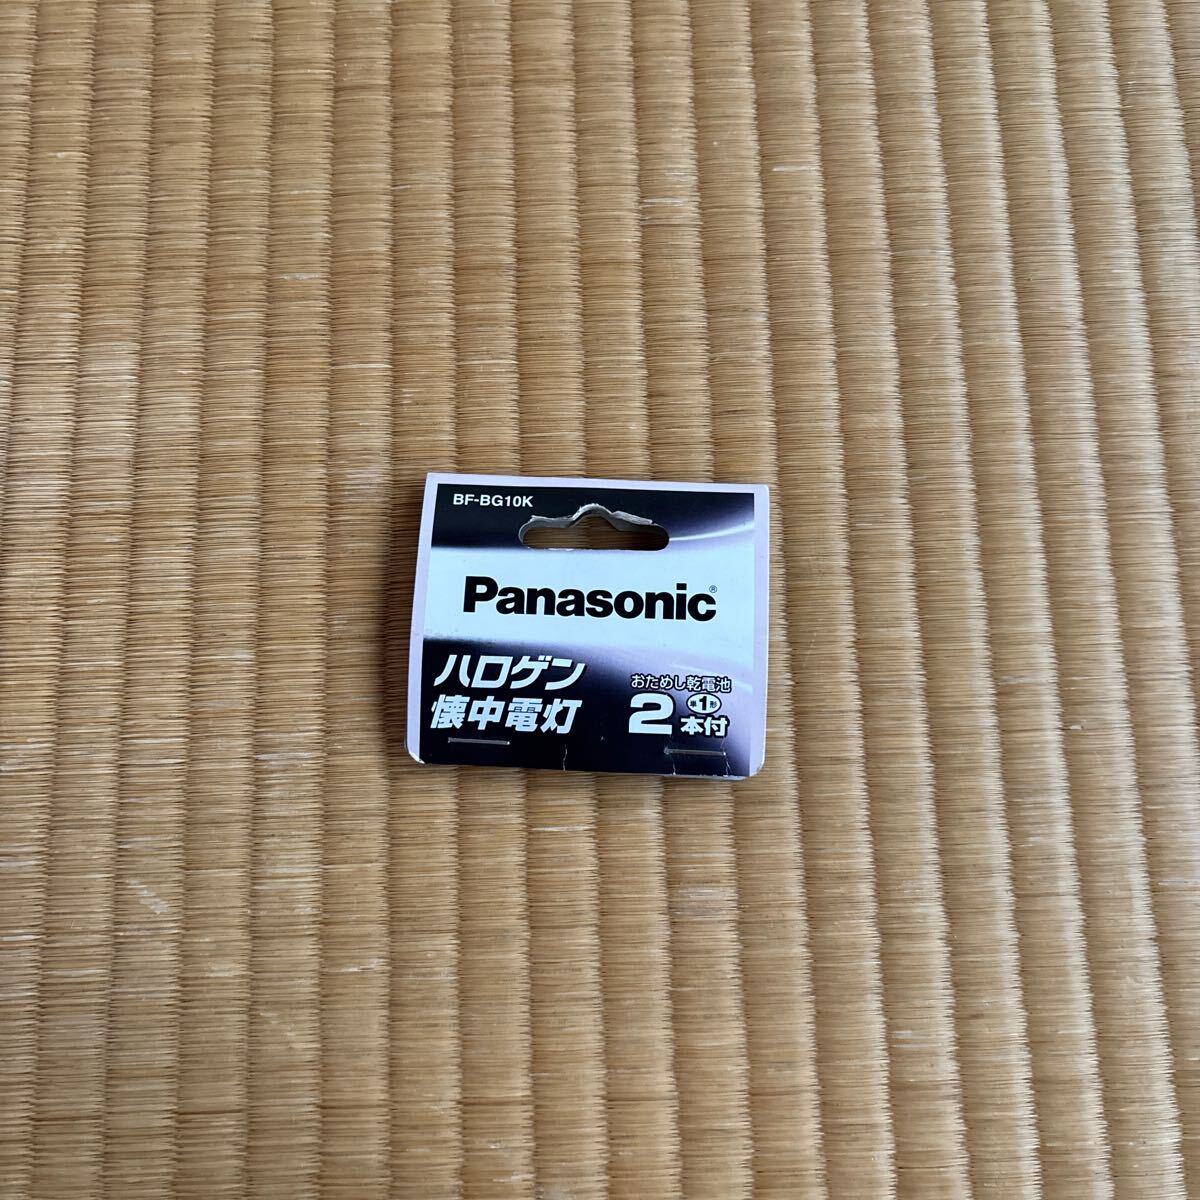 BF-BG10K
Panasonic®
ハロゲン
懐中電灯
おためし乾電池
単1形
2本付